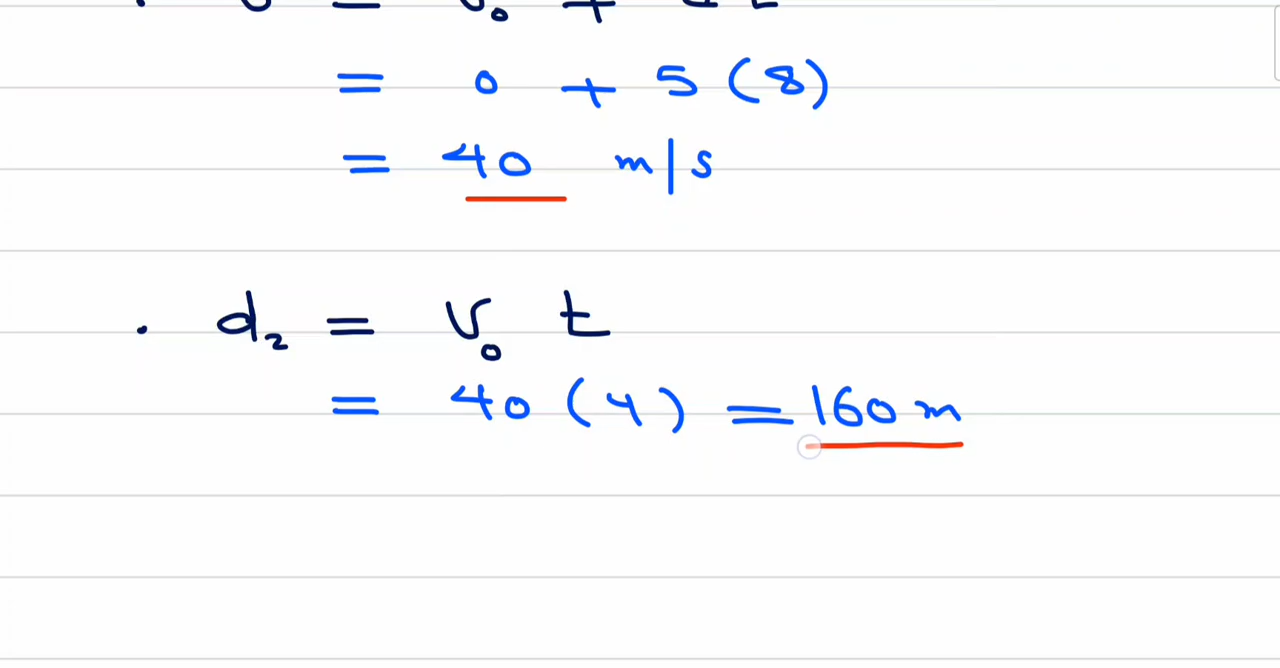 = 0 + 5 (8)
= 40 m/s
. d₂ = v₀ t
= 40 (4) = 160 m